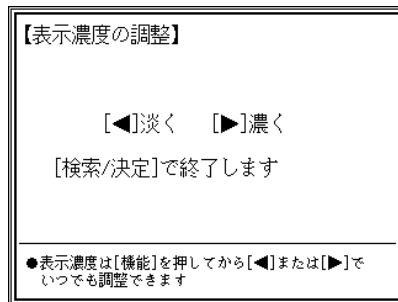 【表示濃度の調整】
[◀]淡く　[▶]濃く
[検索/決定]で終了します
●表示濃度は[機能]を押してから[◀]または[▶]で
いつでも調整できます